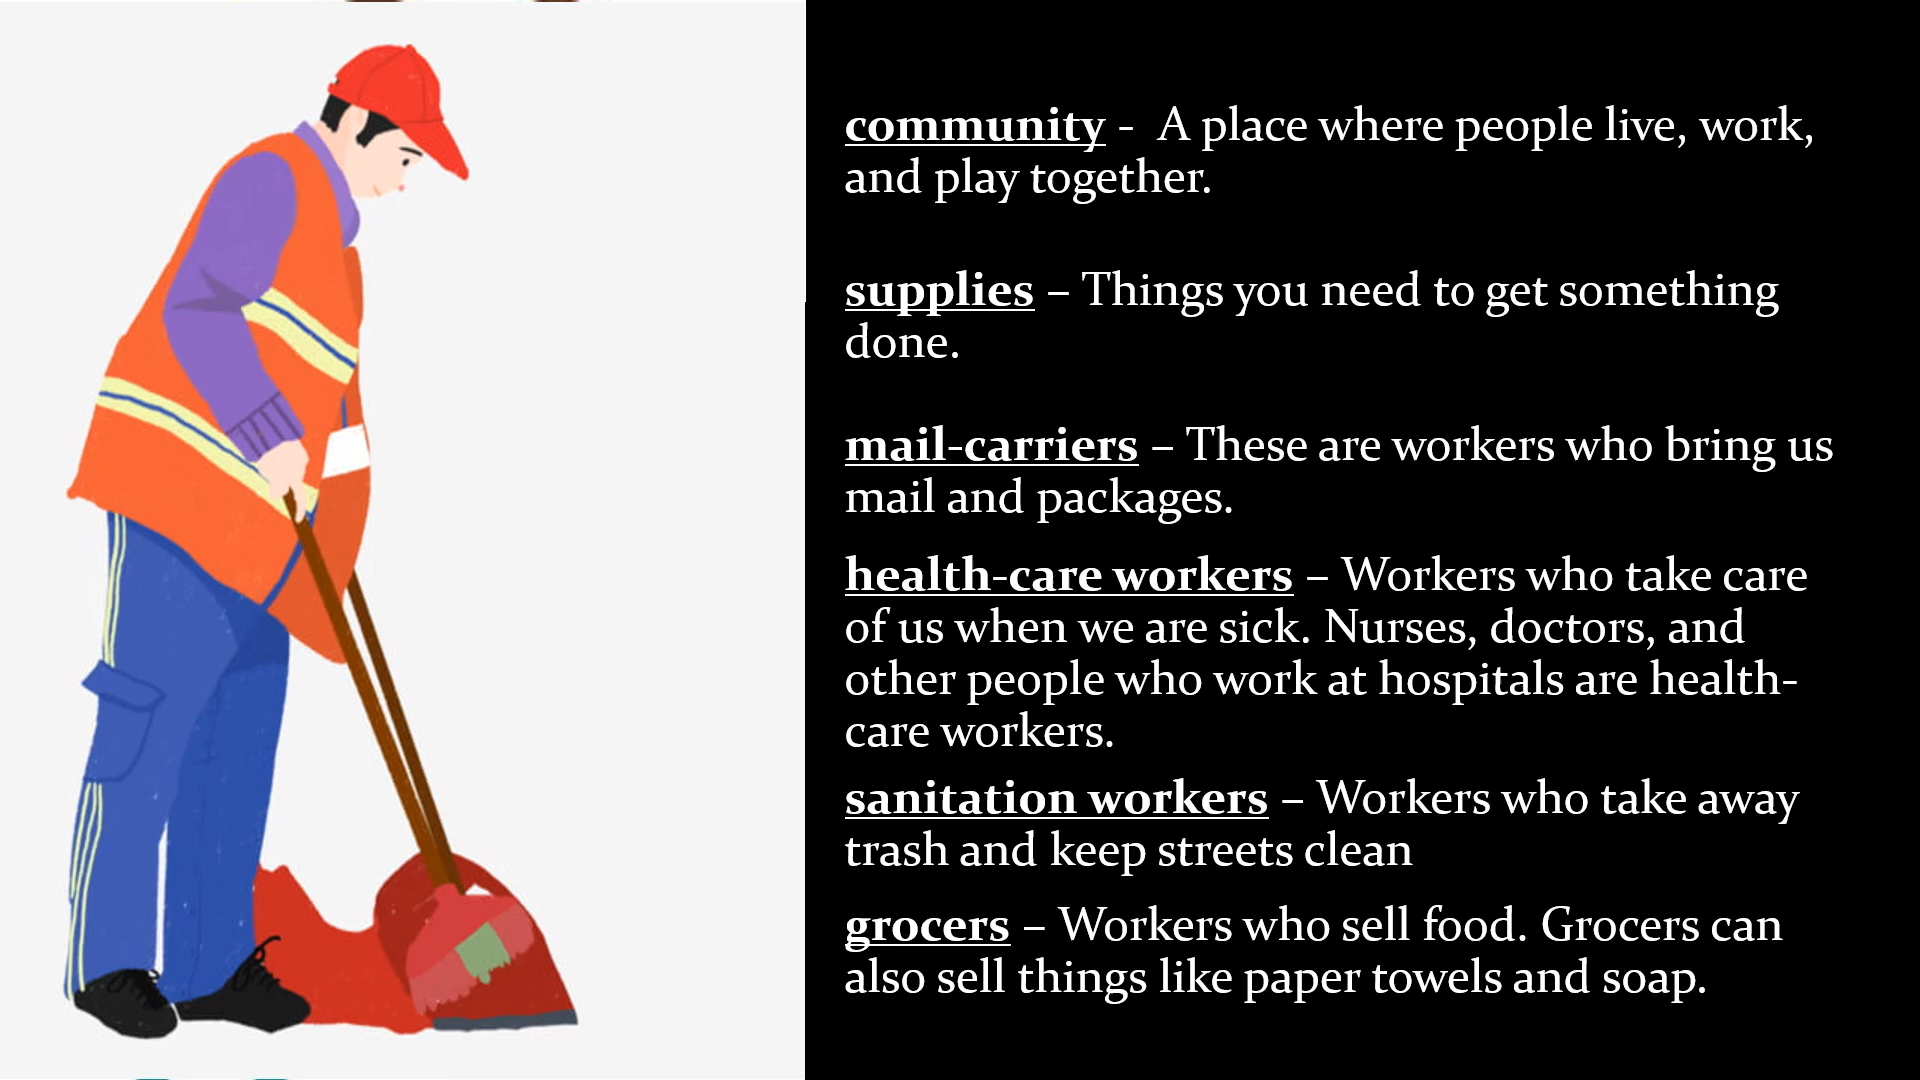 community -  A place where people live, work,
and play together.
supplies – Things you need to get something
done.
mail-carriers – These are workers who bring us
mail and packages.
health-care workers – Workers who take care
of us when we are sick. Nurses, doctors, and
other people who work at hospitals are health-
care workers.
sanitation workers – Workers who take away
trash and keep streets clean
grocers – Workers who sell food. Grocers can
also sell things like paper towels and soap.